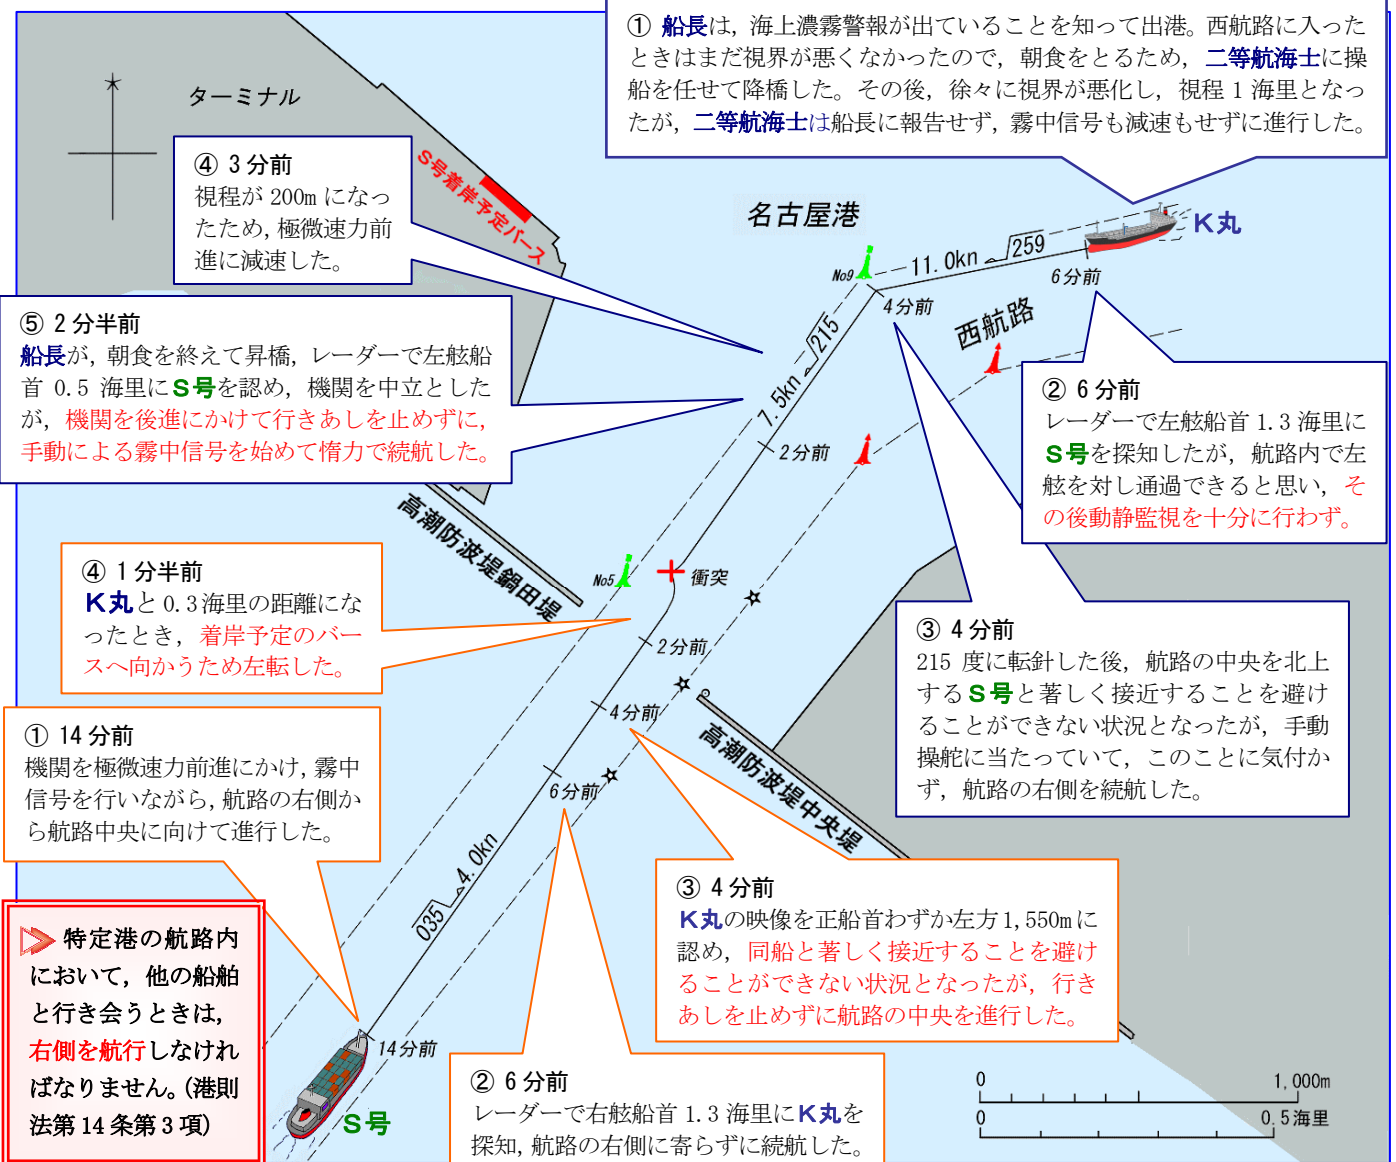 ① 船長は，海上濃霧警報が出ていることを知って出港。西航路に入った
ときはまだ視界が悪くなかったので，朝食をとるため，二等航海士に操
船を任せて降橋した。その後，徐々に視界が悪化し，視程 1 海里となっ
たが，二等航海士は船長に報告せず，霧中信号も減速もせずに進行した。
ターミナル
S号着岸予定バース
④ 3 分前
視程が 200m になっ
たため，極微速力前
進に減速した。
名古屋港
K丸
No9
11.0kn
259
6分前
4分前
西航路
215
7.5kn
2分前
⑤ 2 分半前
船長が，朝食を終えて昇橋，レーダーで左舷船
首 0.5 海里にS号を認め，機関を中立とした
が，機関を後進にかけて行きあしを止めずに，
手動による霧中信号を始めて惰力で続航した。
② 6 分前
レーダーで左舷船首 1.3 海里に
S号を探知したが，航路内で左
舷を対し通過できると思い，そ
の後動静監視を十分に行わず。
高潮防波堤鍋田堤
No5
衝突
④ 1 分半前
K丸と 0.3 海里の距離にな
ったとき，着岸予定のバー
スへ向かうため左転した。
2分前
4分前
6分前
③ 4 分前
215 度に転針した後，航路の中央を北上
するS号と著しく接近することを避け
ることができない状況となったが，手動
操舵に当たっていて，このことに気付か
ず，航路の右側を続航した。
高潮防波堤中央堤
① 14 分前
機関を極微速力前進にかけ，霧中
信号を行いながら，航路の右側か
ら航路中央に向けて進行した。
035
4.0kn
③ 4 分前
K丸の映像を正船首わずか左方 1,550m に
認め，同船と著しく接近することを避け
ることができない状況となったが，行き
あしを止めずに航路の中央を進行した。
特定港の航路内
において，他の船舶
と行き会うときは，
右側を航行しなけれ
ばなりません。（港則
法第 14 条第 3 項）
14分前
S号
② 6 分前
レーダーで右舷船首 1.3 海里にK丸を
探知，航路の右側に寄らずに続航した。
0
1,000m
0
0.5海里